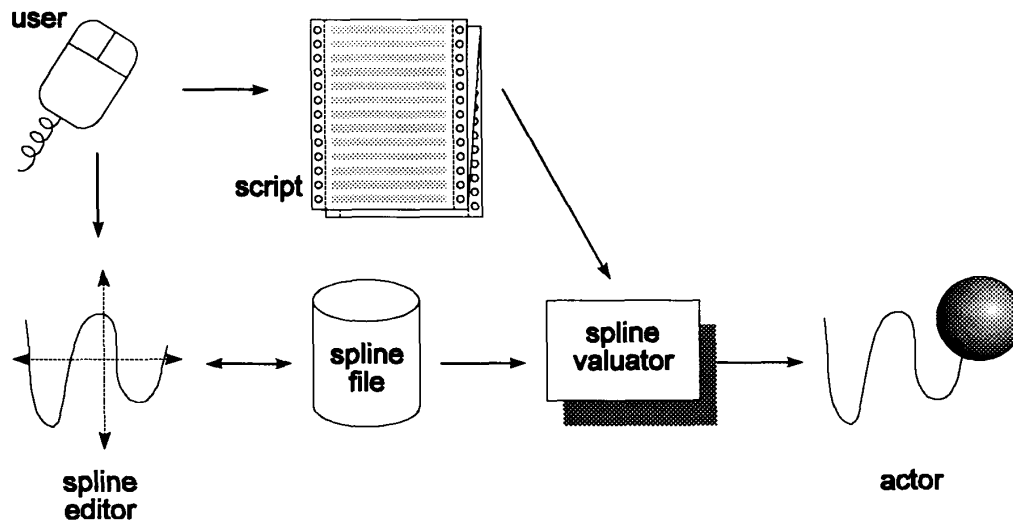 user
script
spline
file
spline
valuator
spline
editor
actor